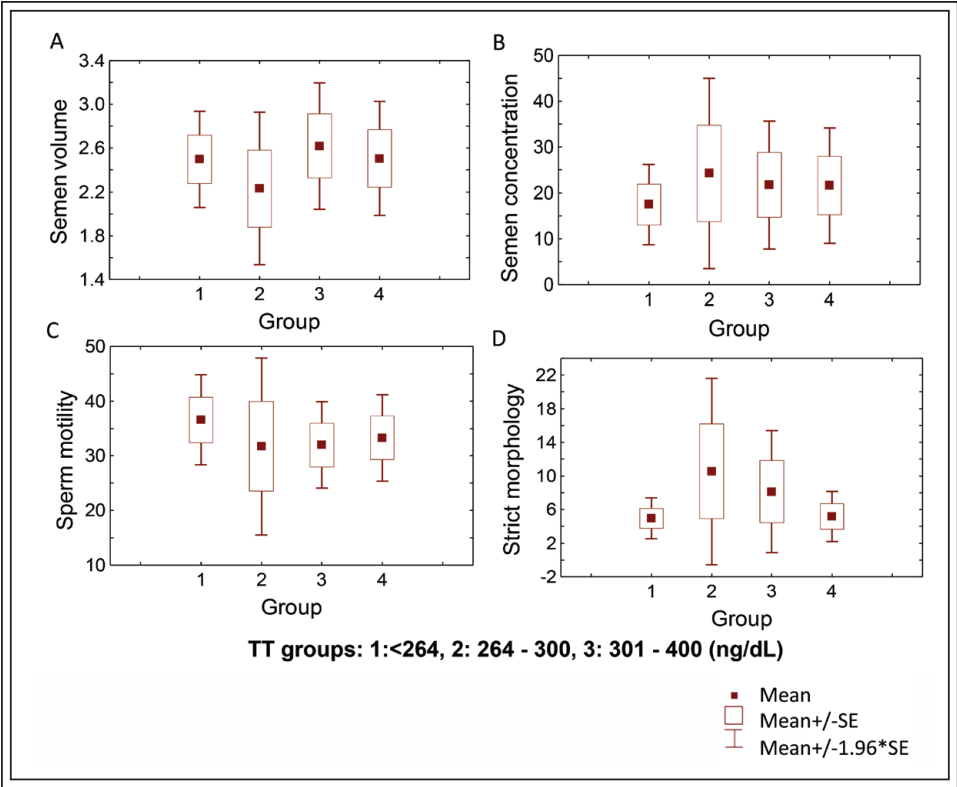 A
Semen volume
3.4
3.0
2.6
2.2
1.8
1.4
1 2 3 4
Group
B
Semen concentration
50
40
30
20
10
0
1 2 3 4
Group
C
Sperm motility
50
40
30
20
10
1 2 3 4
Group
D
Strict morphology
22
18
14
10
6
2
-2
1 2 3 4
Group
TT groups: 1:<264, 2: 264 - 300, 3: 301 - 400 (ng/dL)
Mean
Mean+/-SE
Mean+/-1.96*SE